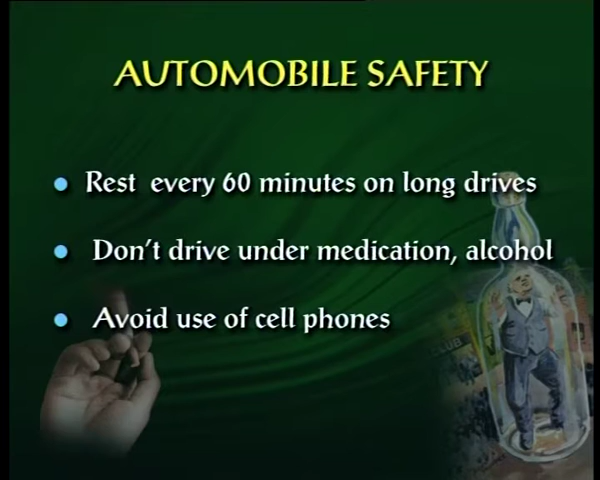 AUTOMOBILE SAFETY
• Rest every 60 minutes on long drives
• Don't drive under medication, alcohol
• Avoid use of cell phones
CLUB